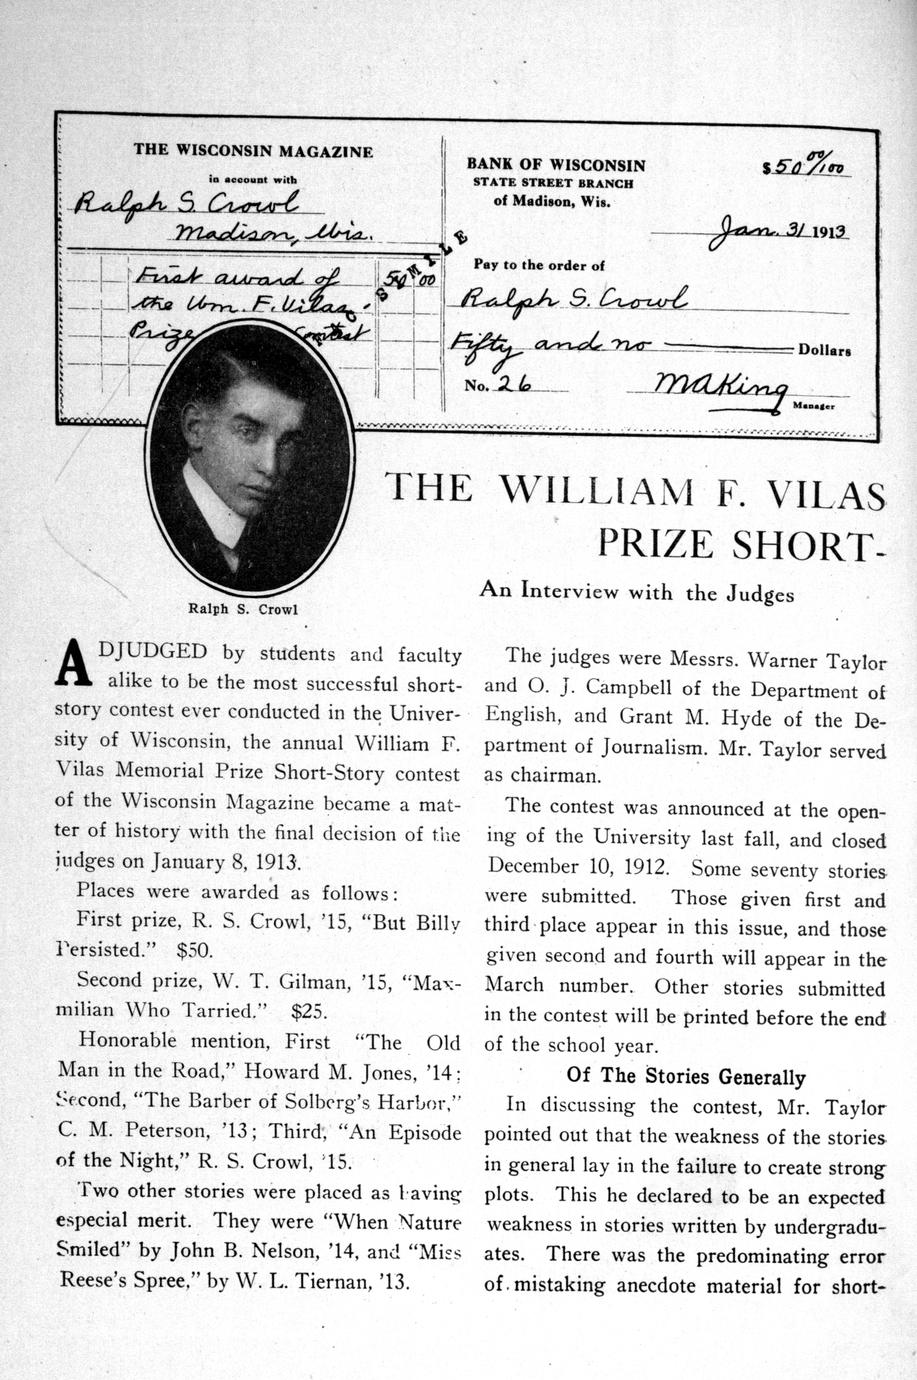 THE WISCONSIN MAGAZINE
in account with
Ralph S. Crowl
Madison, Wis.
First award of 50 00
the Wm. F. Vilas
Prize Contest
FAC-SIMILE
BANK OF WISCONSIN
STATE STREET BRANCH
of Madison, Wis.
$50 00/100
Jan. 31 1913
Pay to the order of
Ralph S. Crowl
Fifty and no Dollars
No. 26 MAKing
Manager
Ralph S. Crowl
THE WILLIAM F. VILAS
PRIZE SHORT-
An Interview with the Judges
ADJUDGED by students and faculty
alike to be the most successful short-
story contest ever conducted in the Univer-
sity of Wisconsin, the annual William F.
Vilas Memorial Prize Short-Story contest
of the Wisconsin Magazine became a mat-
ter of history with the final decision of the
judges on January 8, 1913.
Places were awarded as follows:
First prize, R. S. Crowl, '15, "But Billy
Persisted." $50.
Second prize, W. T. Gilman, '15, "Max-
milian Who Tarried." $25.
Honorable mention, First "The Old
Man in the Road," Howard M. Jones, '14;
Second, "The Barber of Solberg's Harbor,"
C. M. Peterson, '13; Third, "An Episode
of the Night," R. S. Crowl, '15.
Two other stories were placed as having
especial merit. They were "When Nature
Smiled" by John B. Nelson, '14, and "Miss
Reese's Spree," by W. L. Tiernan, '13.
The judges were Messrs. Warner Taylor
and O. J. Campbell of the Department of
English, and Grant M. Hyde of the De-
partment of Journalism. Mr. Taylor served
as chairman.
The contest was announced at the open-
ing of the University last fall, and closed
December 10, 1912. Some seventy stories
were submitted. Those given first and
third place appear in this issue, and those
given second and fourth will appear in the
March number. Other stories submitted
in the contest will be printed before the end
of the school year.
Of The Stories Generally
In discussing the contest, Mr. Taylor
pointed out that the weakness of the stories
in general lay in the failure to create strong
plots. This he declared to be an expected
weakness in stories written by undergradu-
ates. There was the predominating error
of mistaking anecdote material for short-